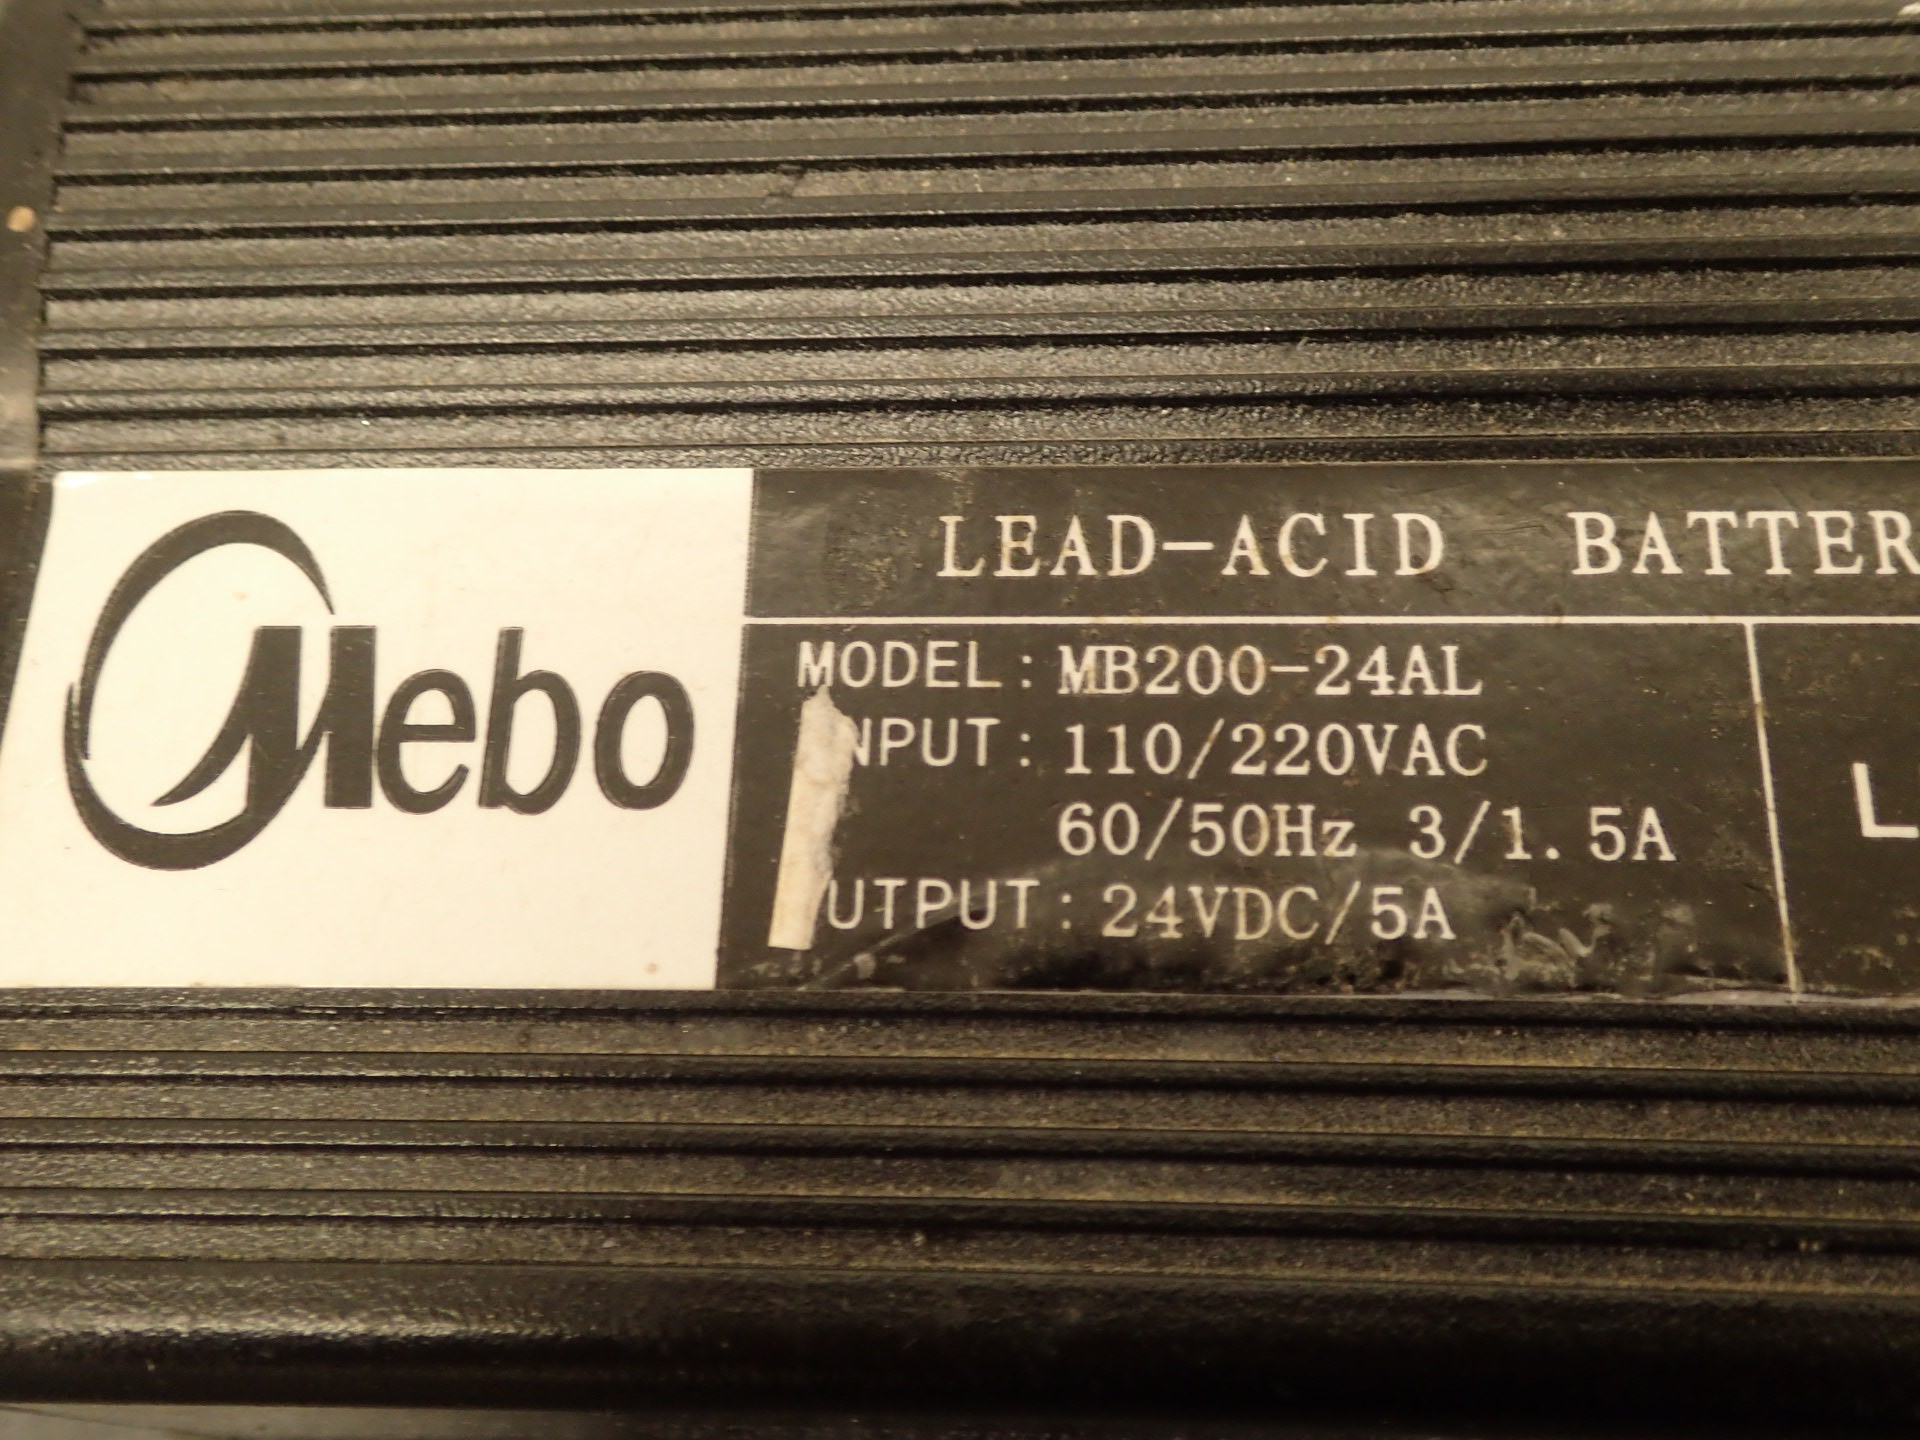 Mebo
LEAD-ACID BATTER
MODEL: MB200-24AL
NPUT: 110/220VAC
60/50Hz 3/1.5A
UTPUT: 24VDC/5A
L